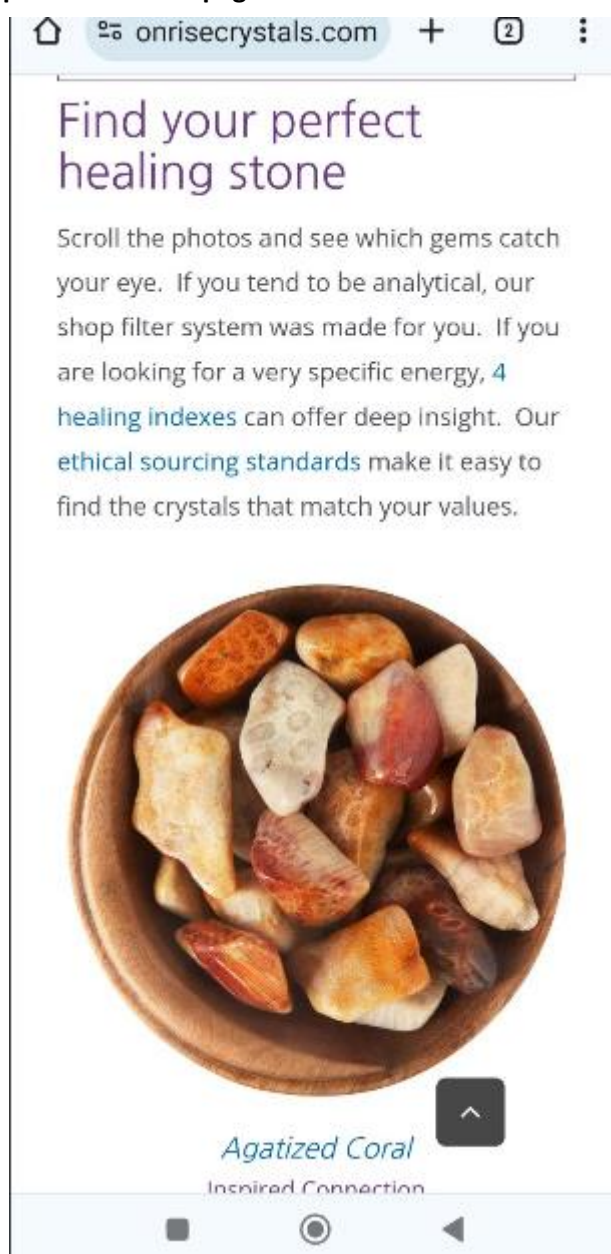 onrisecrystals.com
2
Find your perfect
healing stone
Scroll the photos and see which gems catch
your eye. If you tend to be analytical, our
shop filter system was made for you. If you
are looking for a very specific energy, 4
healing indexes can offer deep insight. Our
ethical sourcing standards make it easy to
find the crystals that match your values.
Agatized Coral
Inspired Connection